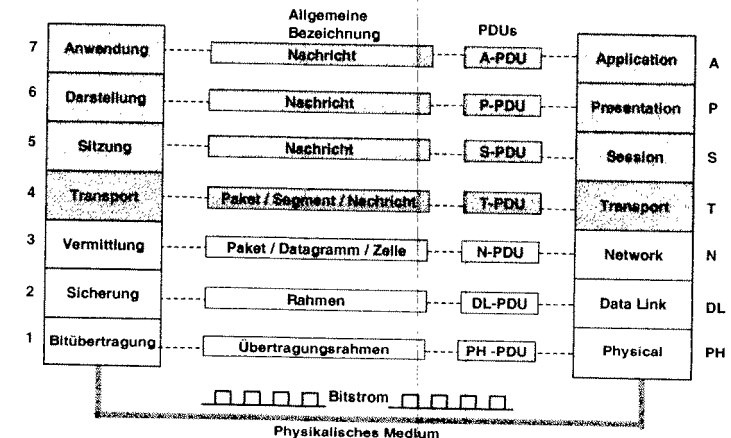 Allgemeine
Bezeichnung
PDUs
7 Anwendung Nachricht A-PDU Application A
6 Darstellung Nachricht P-PDU Presentation P
5 Sitzung Nachricht S-PDU Session S
4 Transport Paket / Segment / Nachricht T-PDU Transport T
3 Vermittlung Paket / Datagramm / Zelle N-PDU Network N
2 Sicherung Rahmen DL-PDU Data Link DL
1 Bitübertragung Übertragungsrahmen PH -PDU Physical PH
Bitstrom
Physikalisches Medium